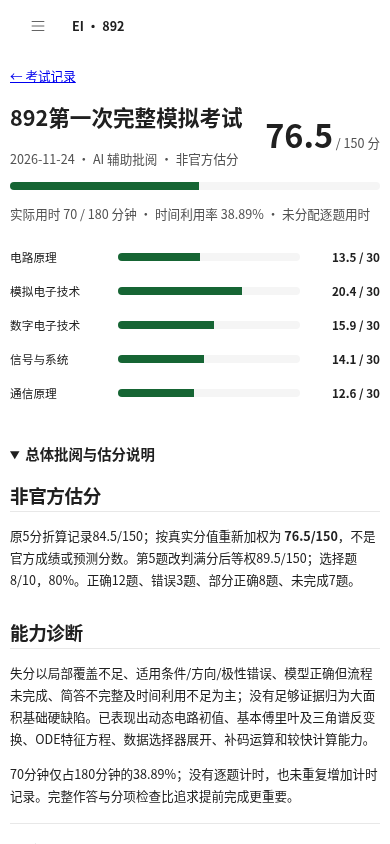 EI · 892
← 考试记录
892第一次完整模拟考试
76.5 / 150 分
2026-11-24 · AI 辅助批阅 · 非官方估分
实际用时 70 / 180 分钟 · 时间利用率 38.89% · 未分配逐题用时
电路原理 13.5 / 30
模拟电子技术 20.4 / 30
数字电子技术 15.9 / 30
信号与系统 14.1 / 30
通信原理 12.6 / 30
▼ 总体批阅与估分说明
非官方估分
原5分折算记录84.5/150；按真实分值重新加权为 76.5/150，不是
官方成绩或预测分数。第5题改判满分后等权89.5/150；选择题
8/10，80%。正确12题、错误3题、部分正确8题、未完成7题。
能力诊断
失分以局部覆盖不足、适用条件/方向/极性错误、模型正确但流程
未完成、简答不完整及时间利用不足为主；没有足够证据归为大面
积基础硬缺陷。已表现出动态电路初值、基本傅里叶及三角谱反变
换、ODE特征方程、数据选择器展开、补码运算和较快计算能力。
70分钟仅占180分钟的38.89%；没有逐题计时，也未重复增加计时
记录。完整作答与分项检查比追求提前完成更重要。